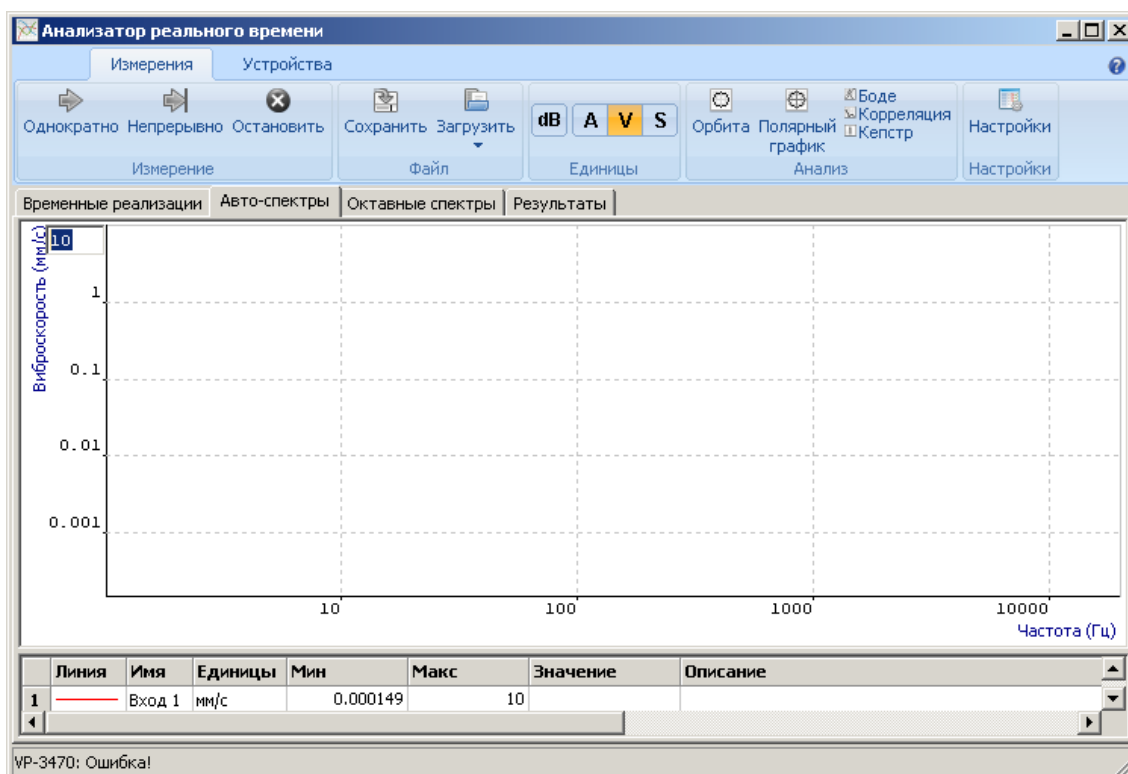 Анализатор реального времени
Измерения Устройства
Однократно Непрерывно Остановить Сохранить Загрузить dB A V S Орбита Полярный график Боде Корреляция Кепстр Настройки
Измерение Файл Единицы Анализ Настройки
Временные реализации Авто-спектры Октавные спектры Результаты
Виброскорость (мм/с)
10
1
0.1
0.01
0.001
10 100 1000 10000
Частота (Гц)
Линия Имя Единицы Мин Макс Значение Описание
1 Вход 1 мм/с 0.000149 10
VP-3470: Ошибка!